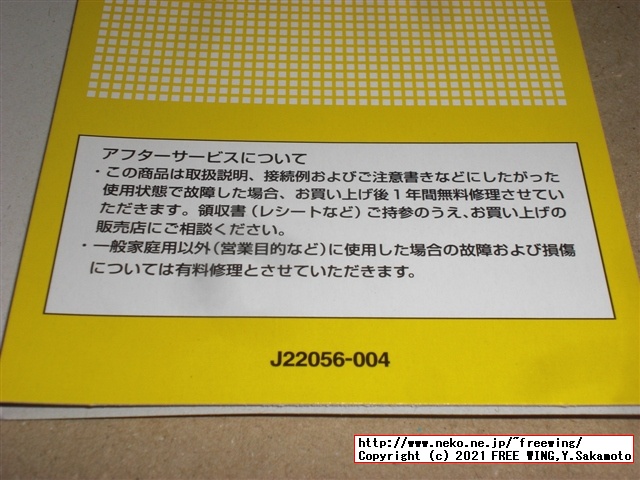 アフターサービスについて
・この商品は取扱説明、接続例およびご注意書きなどにしたがった
使用状態で故障した場合、お買い上げ後1年間無料修理させてい
ただきます。領収書（レシートなど）ご持参のうえ、お買い上げの
販売店にご相談ください。
・一般家庭用以外（営業目的など）に使用した場合の故障および損傷
については有料修理とさせていただきます。
J22056-004
http://www.neko.ne.jp/~freewing/
Copyright (c) 2021 FREE WING,Y.Sakamoto